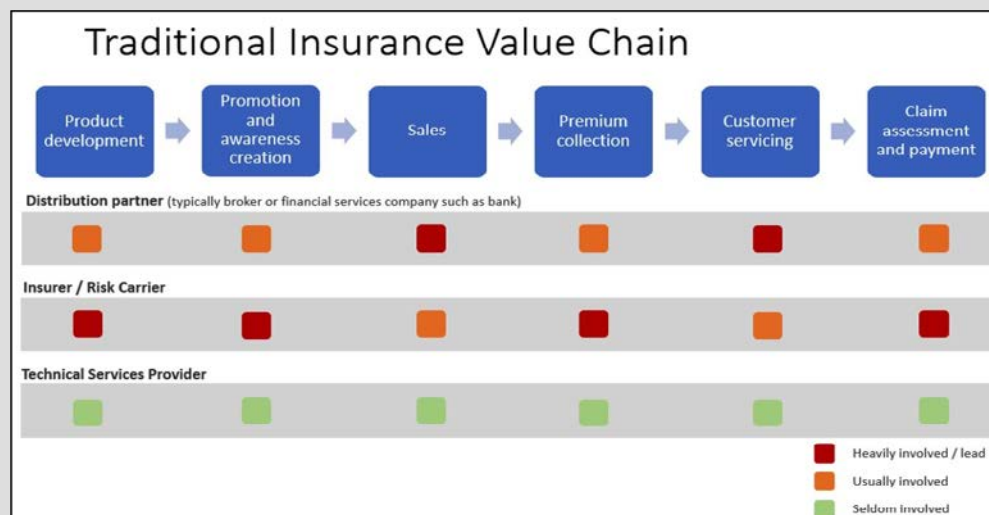 Traditional Insurance Value Chain
Product
development
Promotion
and
awareness
creation
Sales
Premium
collection
Customer
servicing
Claim
assessment
and payment
Distribution partner (typically broker or financial services company such as bank)
Insurer / Risk Carrier
Technical Services Provider
Heavily involved / lead
Usually involved
Seldom Involved